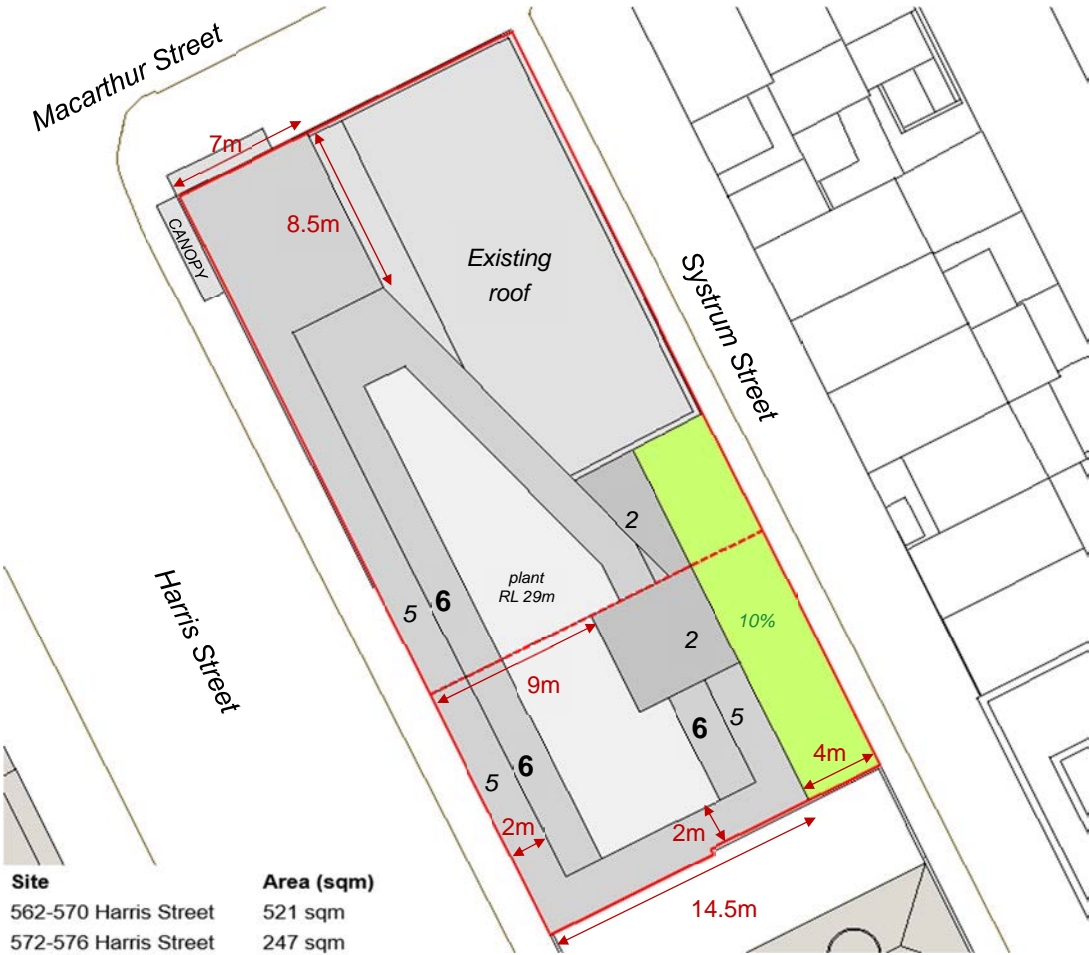 Macarthur Street
7m
CANOPY
8.5m
Existing
roof
Systrum Street
2
plant
RL 29m
5
6
2
10%
Harris Street
9m
6
5
4m
5
6
2m
2m
14.5m
Site Area (sqm)
562-570 Harris Street 521 sqm
572-576 Harris Street 247 sqm